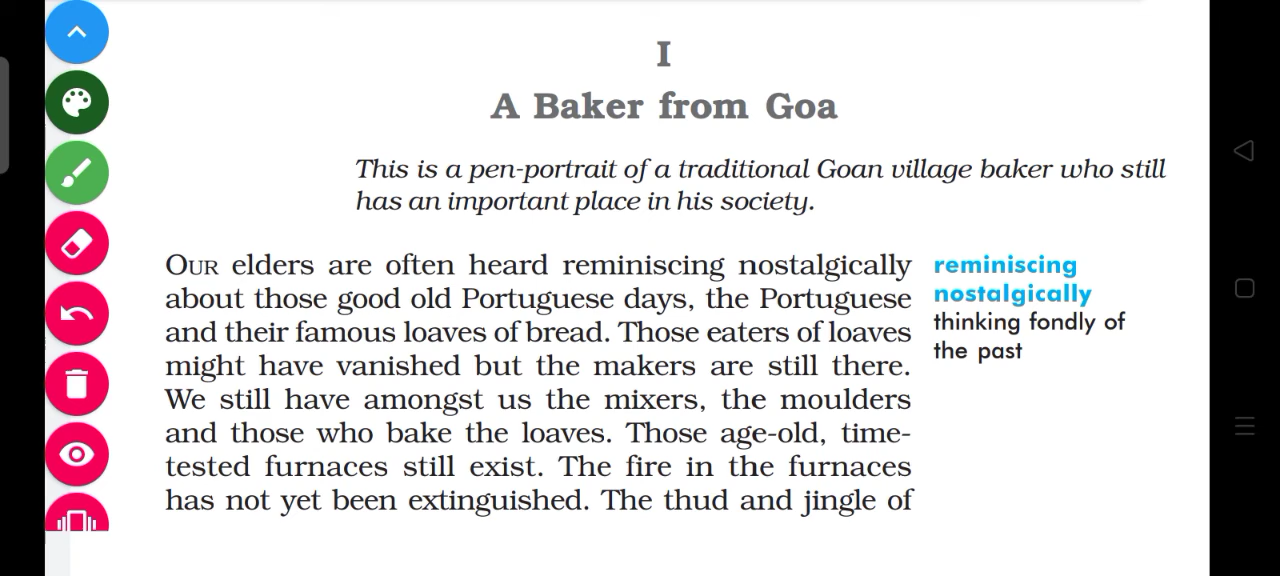 I
A Baker from Goa
This is a pen-portrait of a traditional Goan village baker who still
has an important place in his society.
OUR elders are often heard reminiscing nostalgically
about those good old Portuguese days, the Portuguese
and their famous loaves of bread. Those eaters of loaves
might have vanished but the makers are still there.
We still have amongst us the mixers, the moulders
and those who bake the loaves. Those age-old, time-
tested furnaces still exist. The fire in the furnaces
has not yet been extinguished. The thud and jingle of
reminiscing
nostalgically
thinking fondly of
the past